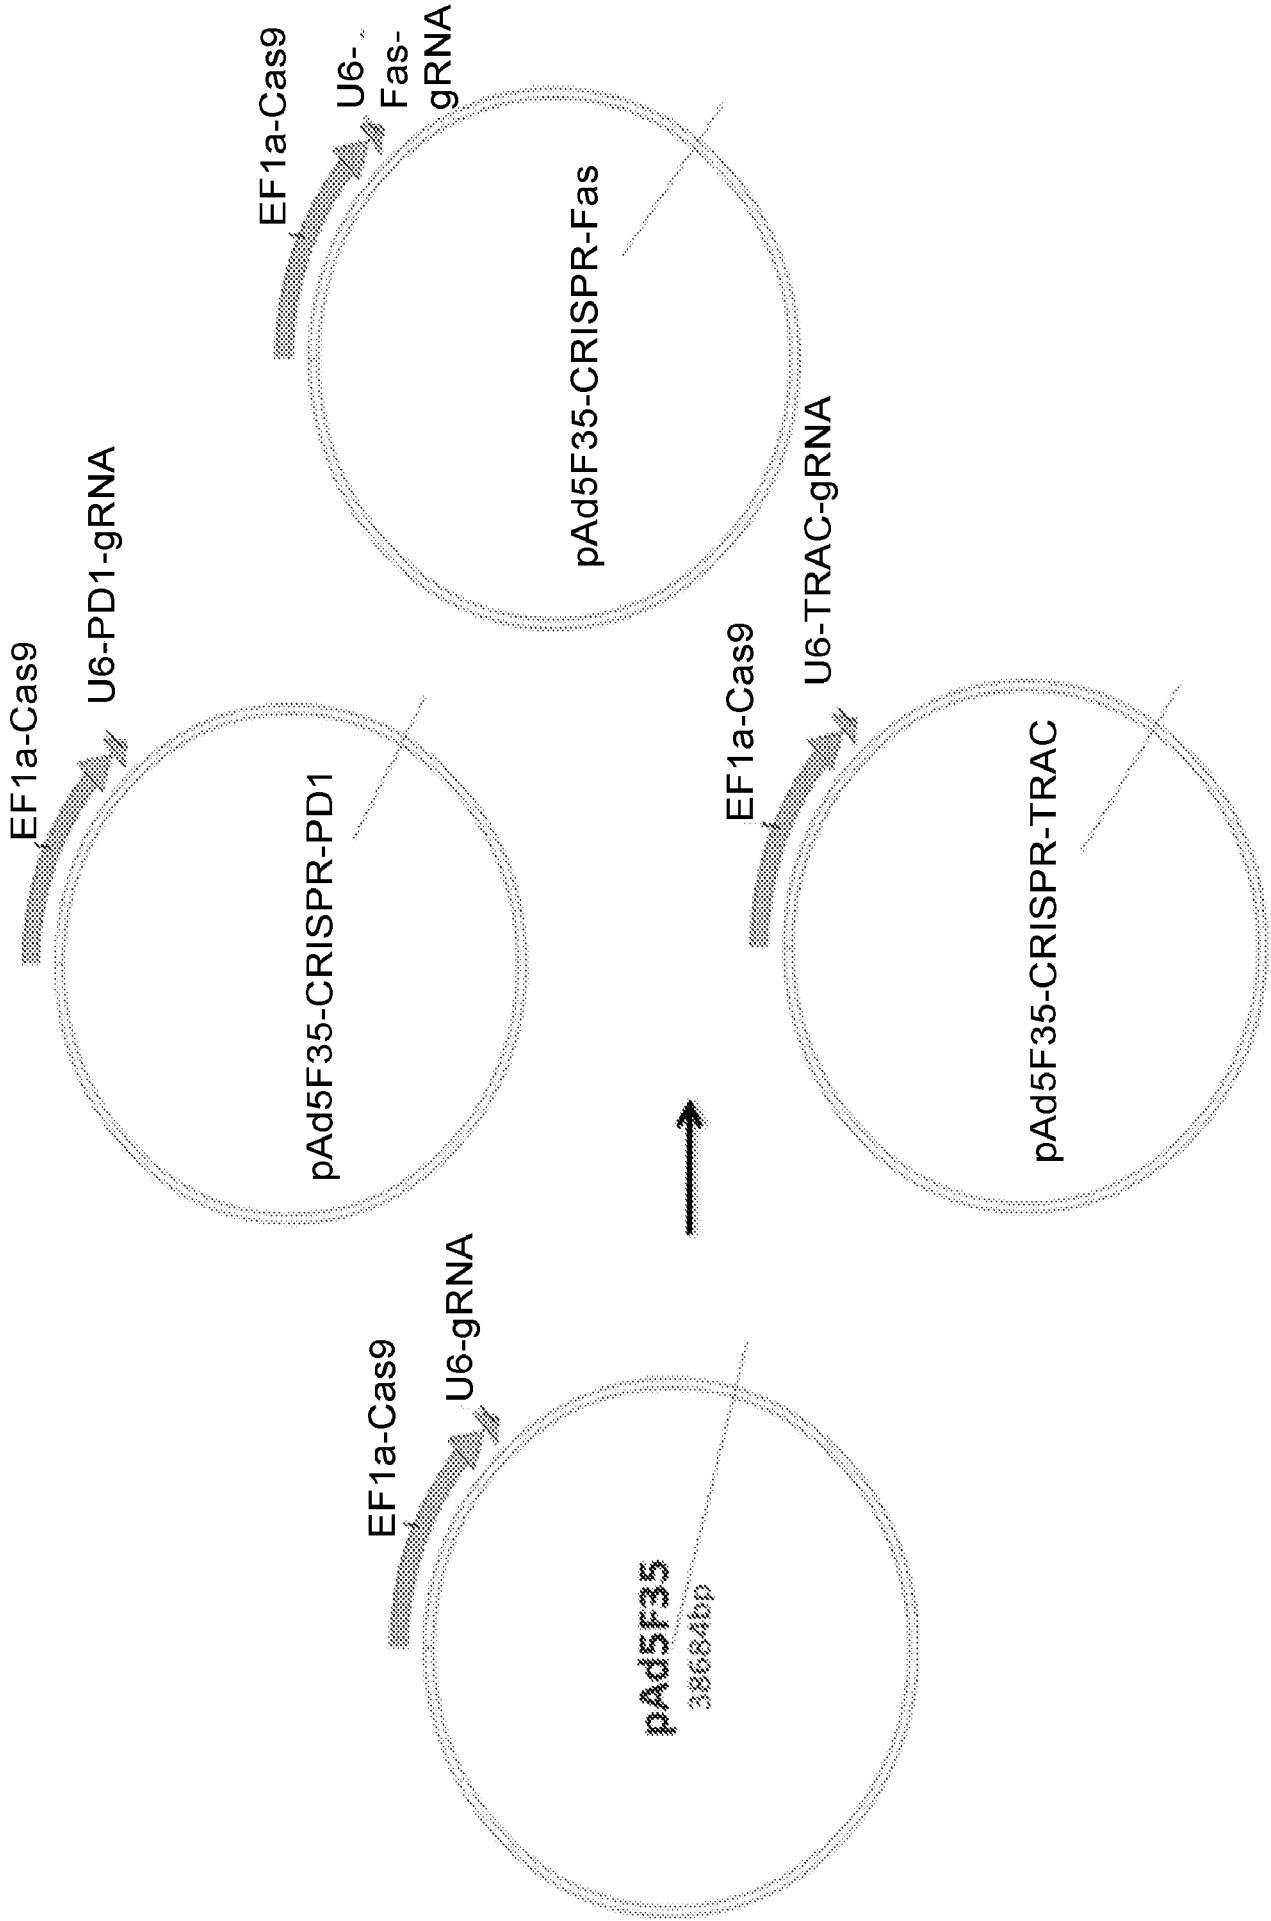 EF1a-Cas9
U6-gRNA
pAd5F35
38684bp
EF1a-Cas9
U6-PD1-gRNA
pAd5F35-CRISPR-PD1
EF1a-Cas9
U6-TRAC-gRNA
pAd5F35-CRISPR-TRAC
EF1a-Cas9
U6-
Fas-
gRNA
pAd5F35-CRISPR-Fas